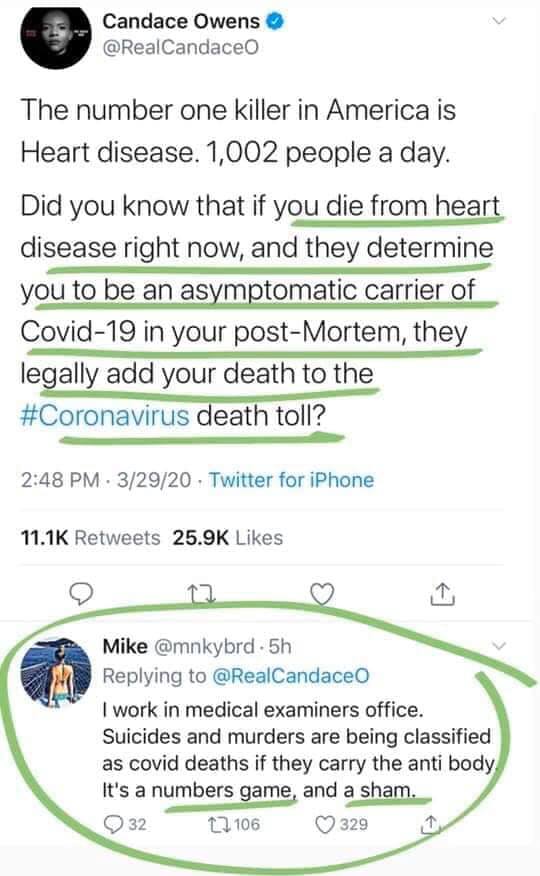 Candace Owens
@RealCandaceO
The number one killer in America is
Heart disease. 1,002 people a day.
Did you know that if you die from heart
disease right now, and they determine
you to be an asymptomatic carrier of
Covid-19 in your post-Mortem, they
legally add your death to the
#Coronavirus death toll?
2:48 PM · 3/29/20 · Twitter for iPhone
11.1K Retweets 25.9K Likes
Mike @mnkybrd · 5h
Replying to @RealCandaceO
I work in medical examiners office.
Suicides and murders are being classified
as covid deaths if they carry the anti body.
It's a numbers game, and a sham.
32 106 329